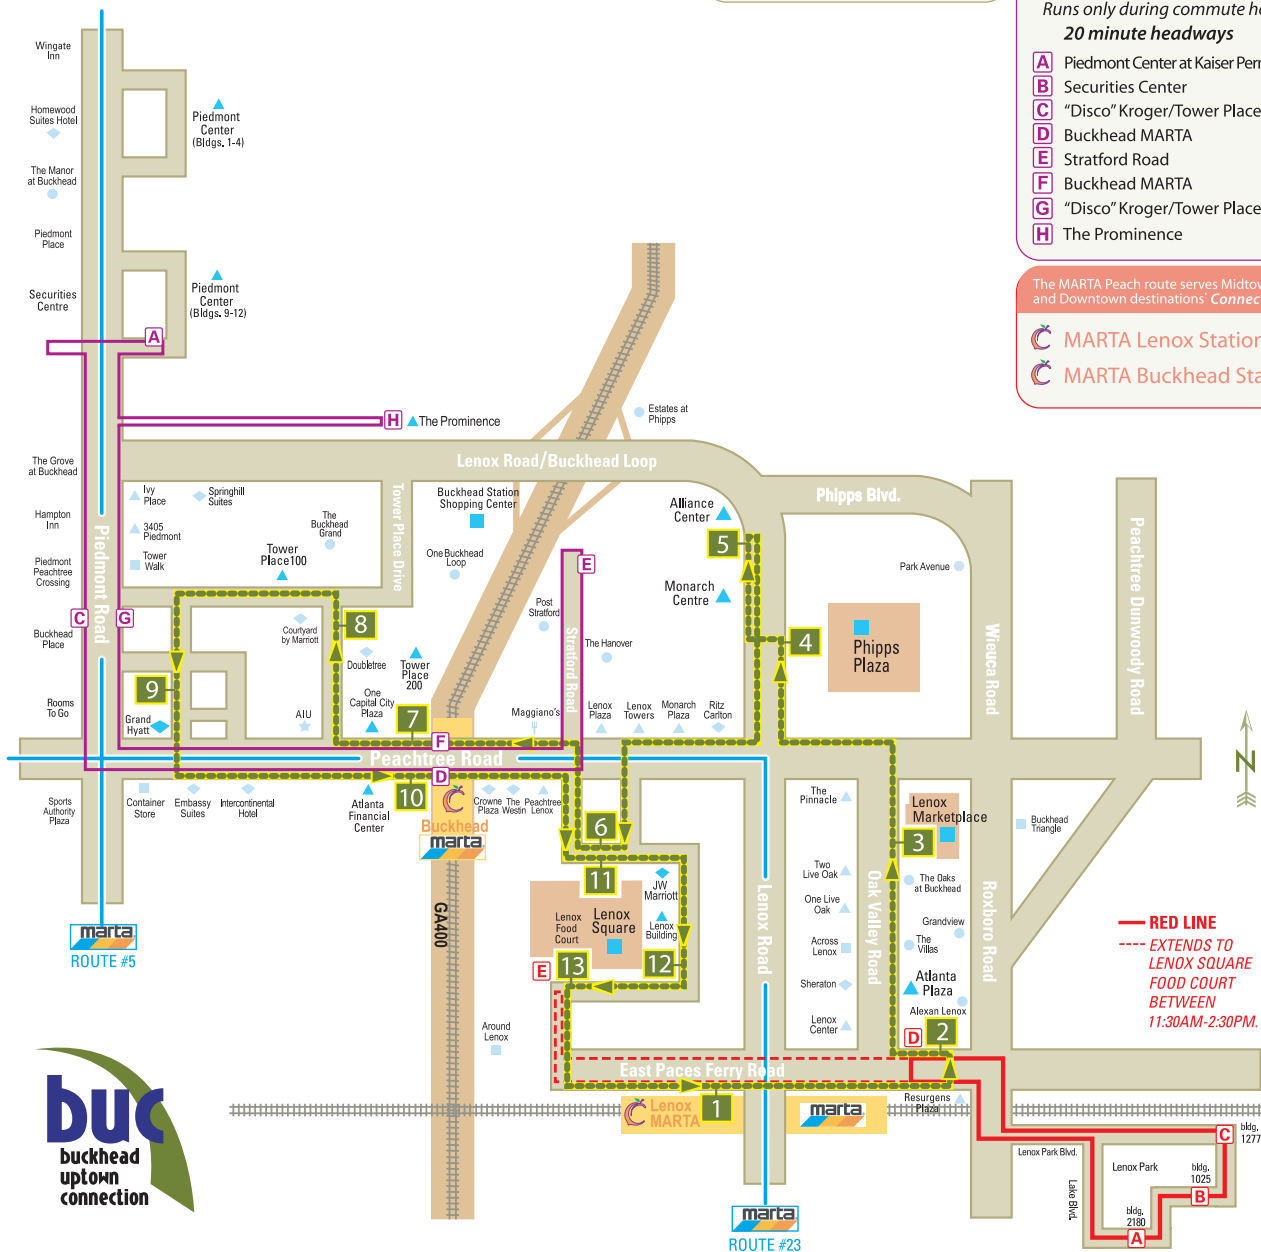 Runs only during commute
20 minute headways
A Piedmont Center at Kaiser
B Securities Center
C "Disco" Kroger/Tower Place
D Buckhead MARTA
E Stratford Road
F Buckhead MARTA
G "Disco" Kroger/Tower Place
H The Prominence
The MARTA Peach route serves
and Downtown destinations'
MARTA Lenox Station
MARTA Buckhead
Wingate
Inn
Homewood
Suites Hotel
The Manor
at Buckhead
Piedmont
Place
Securities
Centre
Piedmont
Center
(Bldgs. 1-4)
Piedmont
Center
(Bldgs. 9-12)
A
H
The Prominence
Estates at
Phipps
Lenox Road/Buckhead Loop
The Grove
at Buckhead
Hampton
Inn
Piedmont
Peachtree
Crossing
Buckhead
Place
Rooms
To Go
Sports
Authority
Plaza
Piedmont Road
Ivy
Place
3405
Piedmont
Tower
Walk
Springhill
Suites
The
Buckhead
Grand
Tower
Place100
Tower Place Drive
Buckhead Station
Shopping Center
One Buckhead
Loop
Alliance
Center
Monarch
Centre
Phipps Blvd.
Park Avenue
Wieuca Road
Peachtree Dunwoody Road
Phipps
Plaza
C
G
E
5
4
8
9
7
Courtyard
by Marriott
Doubletree
Tower
Place
200
One
Capital City
Plaza
AIU
Grand
Hyatt
Post
Stratford
Stratford Road
The Hanover
Maggiano's
Lenox
Plaza
Lenox
Towers
Monarch
Plaza
Ritz
Carlton
F
Peachtree Road
D
10
Container
Store
Embassy
Suites
Intercontinental
Hotel
Atlanta
Financial
Center
Buckhead
marta
Crowne
Plaza
The
Westin
Peachtree
Lenox
6
11
JW
Marriott
Lenox
Building
Lenox
Food
Court
Lenox
Square
12
13
E
GA400
Around
Lenox
The
Pinnacle
Two
Live Oak
One Live
Oak
Across
Lenox
Sheraton
Lenox
Center
Lenox Road
Oak Valley Road
Lenox
Marketplace
3
The Oaks
at Buckhead
Grandview
The
Villas
Atlanta
Plaza
Alexan Lenox
D
2
Roxboro Road
Buckhead
Triangle
N
RED LINE
EXTENDS TO
LENOX SQUARE
FOOD COURT
BETWEEN
11:30AM-2:30PM.
East Paces Ferry Road
Lenox
MARTA
1
marta
Resurgens
Plaza
Lenox Park Blvd.
Lake Blvd.
Lenox Park
bldg.
1277
C
bldg.
1025
B
bldg.
2180
A
marta
ROUTE #5
marta
ROUTE #23
buc
buckhead
uptown
connection